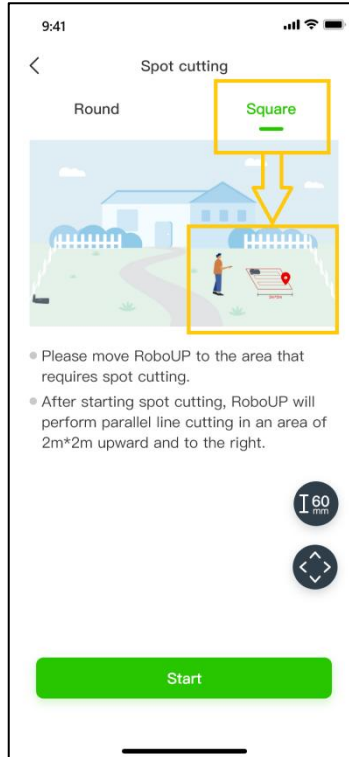 9:41
Spot cutting
Round Square
Please move RoboUP to the area that
requires spot cutting.
After starting spot cutting, RoboUP will
perform parallel line cutting in an area of
2m*2m upward and to the right.
60
mm
Start